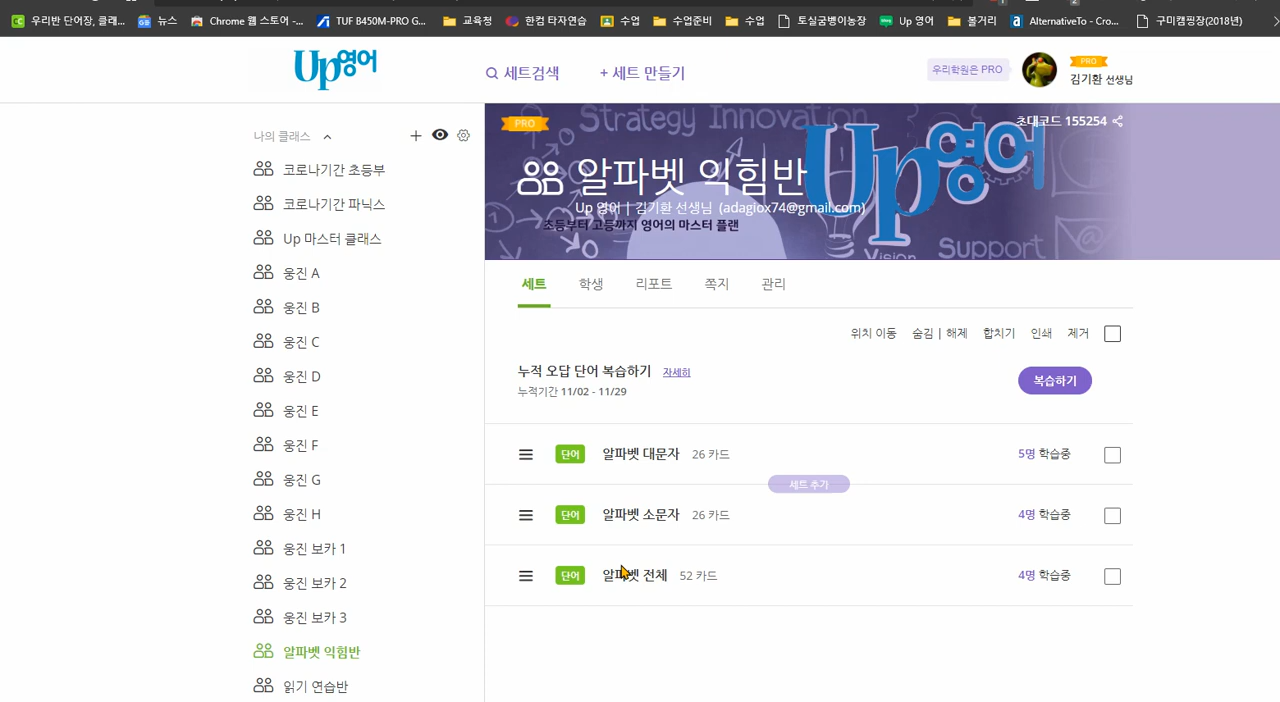 우리반 단어장, 클래... 뉴스 Chrome 웹 스토어 -... TUF B450M-PRO G... 교육청 한컴 타자연습 수업 수업준비 수업 토실굼벵이농장 Up 영어 볼거리 AlternativeTo - Cro... 구미캠핑장(2018년)
Up영어
세트검색
+ 세트 만들기
우리학원은 PRO
PRO
김기환 선생님
나의 클래스
코로나기간 초등부
코로나기간 파닉스
Up 마스터 클래스
웅진 A
웅진 B
웅진 C
웅진 D
웅진 E
웅진 F
웅진 G
웅진 H
웅진 보카 1
웅진 보카 2
웅진 보카 3
알파벳 익힘반
읽기 연습반
PRO
Strategy Innovation
초대코드 155254
알파벳 익힘반
Up영어
Up 영어 | 김기환 선생님 (adagiox74@gmail.com)
초등부터 고등까지 영어의 마스터 플랜
Vision
Support
세트 학생 리포트 쪽지 관리
위치 이동 숨김 | 해제 합치기 인쇄 제거
누적 오답 단어 복습하기 자세히
누적기간 11/02 - 11/29
복습하기
단어 알파벳 대문자 26 카드 5명 학습중
세트 추가
단어 알파벳 소문자 26 카드 4명 학습중
단어 알파벳 전체 52 카드 4명 학습중